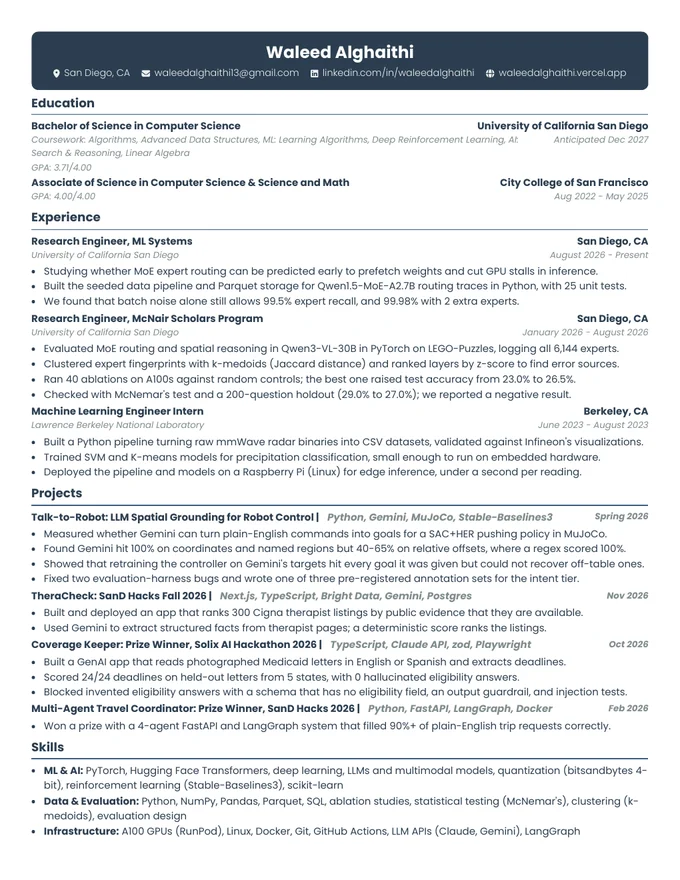 Waleed Alghaithi
San Diego, CA waleedalghaithi13@gmail.com linkedin.com/in/waleedalghaithi waleedalghaithi.vercel.app
Education
Bachelor of Science in Computer Science University of California San Diego
Coursework: Algorithms, Advanced Data Structures, ML: Learning Algorithms, Deep Reinforcement Learning, AI: Anticipated Dec 2027
Search & Reasoning, Linear Algebra
GPA: 3.71/4.00
Associate of Science in Computer Science & Science and Math City College of San Francisco
GPA: 4.00/4.00 Aug 2022 - May 2025
Experience
Research Engineer, ML Systems San Diego, CA
University of California San Diego August 2026 - Present
• Studying whether MoE expert routing can be predicted early to prefetch weights and cut GPU stalls in inference.
• Built the seeded data pipeline and Parquet storage for Qwen1.5-MoE-A2.7B routing traces in Python, with 25 unit tests.
• We found that batch noise alone still allows 99.5% expert recall, and 99.98% with 2 extra experts.
Research Engineer, McNair Scholars Program San Diego, CA
University of California San Diego January 2026 - August 2026
• Evaluated MoE routing and spatial reasoning in Qwen3-VL-30B in PyTorch on LEGO-Puzzles, logging all 6,144 experts.
• Clustered expert fingerprints with k-medoids (Jaccard distance) and ranked layers by z-score to find error sources.
• Ran 40 ablations on A100s against random controls; the best one raised test accuracy from 23.0% to 26.5%.
• Checked with McNemar's test and a 200-question holdout (29.0% to 27.0%); we reported a negative result.
Machine Learning Engineer Intern Berkeley, CA
Lawrence Berkeley National Laboratory June 2023 - August 2023
• Built a Python pipeline turning raw mmWave radar binaries into CSV datasets, validated against Infineon's visualizations.
• Trained SVM and K-means models for precipitation classification, small enough to run on embedded hardware.
• Deployed the pipeline and models on a Raspberry Pi (Linux) for edge inference, under a second per reading.
Projects
Talk-to-Robot: LLM Spatial Grounding for Robot Control | Python, Gemini, MuJoCo, Stable-Baselines3 Spring 2026
• Measured whether Gemini can turn plain-English commands into goals for a SAC+HER pushing policy in MuJoCo.
• Found Gemini hit 100% on coordinates and named regions but 40-65% on relative offsets, where a regex scored 100%.
• Showed that retraining the controller on Gemini's targets hit every goal it was given but could not recover off-table ones.
• Fixed two evaluation-harness bugs and wrote one of three pre-registered annotation sets for the intent tier.
TheraCheck: SanD Hacks Fall 2026 | Next.js, TypeScript, Bright Data, Gemini, Postgres Nov 2026
• Built and deployed an app that ranks 300 Cigna therapist listings by public evidence that they are available.
• Used Gemini to extract structured facts from therapist pages; a deterministic score ranks the listings.
Coverage Keeper: Prize Winner, Solix AI Hackathon 2026 | TypeScript, Claude API, zod, Playwright Oct 2026
• Built a GenAI app that reads photographed Medicaid letters in English or Spanish and extracts deadlines.
• Scored 24/24 deadlines on held-out letters from 5 states, with 0 hallucinated eligibility answers.
• Blocked invented eligibility answers with a schema that has no eligibility field, an output guardrail, and injection tests.
Multi-Agent Travel Coordinator: Prize Winner, SanD Hacks 2026 | Python, FastAPI, LangGraph, Docker Feb 2026
• Won a prize with a 4-agent FastAPI and LangGraph system that filled 90%+ of plain-English trip requests correctly.
Skills
• ML & AI: PyTorch, Hugging Face Transformers, deep learning, LLMs and multimodal models, quantization (bitsandbytes 4-
bit), reinforcement learning (Stable-Baselines3), scikit-learn
• Data & Evaluation: Python, NumPy, Pandas, Parquet, SQL, ablation studies, statistical testing (McNemar's), clustering (k-
medoids), evaluation design
• Infrastructure: A100 GPUs (RunPod), Linux, Docker, Git, GitHub Actions, LLM APIs (Claude, Gemini), LangGraph